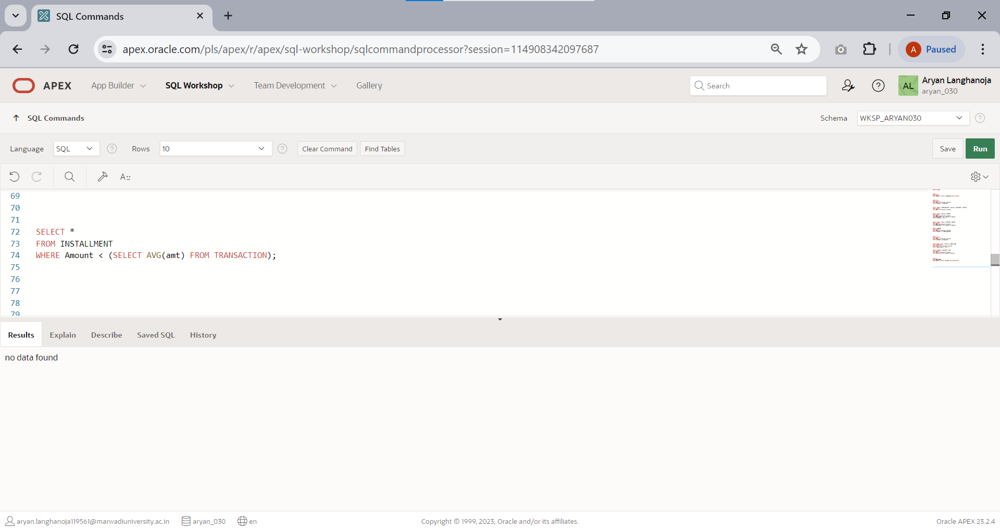 SQL Commands
apex.oracle.com/pls/apex/r/apex/sql-workshop/sqlcommandprocessor?session=114908342097687
A Paused
APEX App Builder SQL Workshop Team Development Gallery Search AL Aryan Langhanoja
aryan_030
SQL Commands Schema WKSP_ARYAN030
Language SQL Rows 10 Clear Command Find Tables Save Run
69
70
71
72 SELECT *
73 FROM INSTALLMENT
74 WHERE Amount < (SELECT AVG(amt) FROM TRANSACTION);
75
76
77
78
79
Results Explain Describe Saved SQL History
no data found
aryan.langhanoja119561@marwadiuniversity.ac.in aryan_030 en Copyright © 1999, 2023, Oracle and/or its affiliates. Oracle APEX 23.2.4